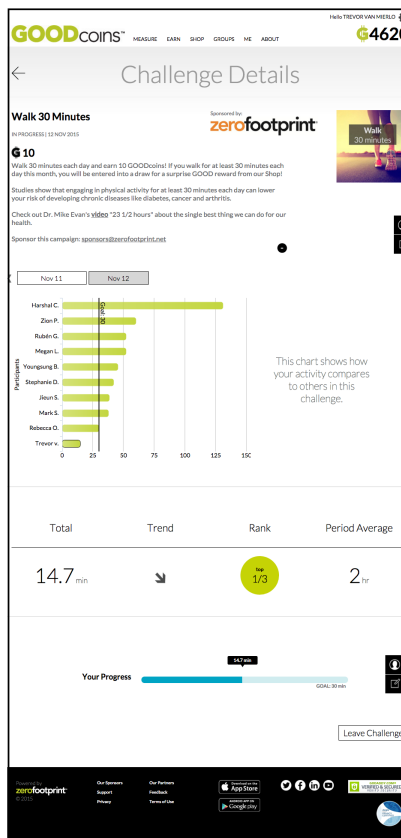 Hello TREVOR VAN MIERLO
GOODcoins™ MEASURE EARN SHOP GROUPS ME ABOUT
G 4620
Challenge Details
Walk 30 Minutes
IN PROGRESS | 12 NOV 2015
Sponsored by:
zerofootprint
Walk
30 minutes
G 10
Walk 30 minutes each day and earn 10 GOODcoins! If you walk for at least 30 minutes each
day this month, you will be entered into a draw for a surprise GOOD reward from our Shop!
Studies show that engaging in physical activity for at least 30 minutes each day can lower
your risk of developing chronic diseases like diabetes, cancer and arthritis.
Check out Dr. Mike Evan's video "23 1/2 hours" about the single best thing we can do for our
health.
Sponsor this campaign: sponsors@zerofootprint.net
Nov 11 Nov 12
Participants
Goal: 30
Harshal C.
Zion P.
Rubén G.
Megan L.
Youngsung B.
Stephanie D.
Jieun S.
Mark S.
Rebecca O.
Trevor v.
0 25 50 75 100 125 150
This chart shows how
your activity compares
to others in this
challenge.
Total Trend Rank Period Average
14.7 min
top
1/3
2 hr
14.7 min
Your Progress
GOAL: 30 min
Leave Challenge
Powered by
zerofootprint
© 2015
Our Sponsors
Support
Privacy
Our Partners
Feedback
Terms of Use
Download on the
App Store
ANDROID APP ON
Google play
VERIFIED & SECURED